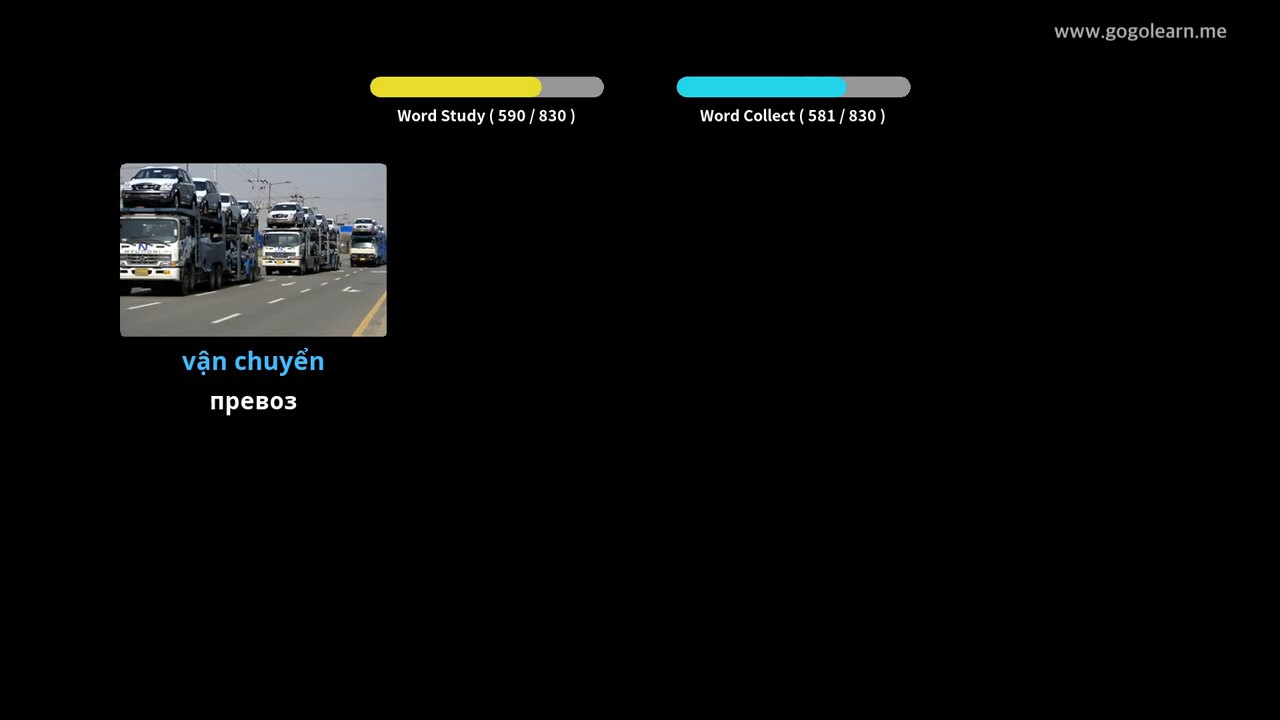 www.gogolearn.me
Word Study ( 590 / 830 )
Word Collect ( 581 / 830 )
vận chuyển
превоз